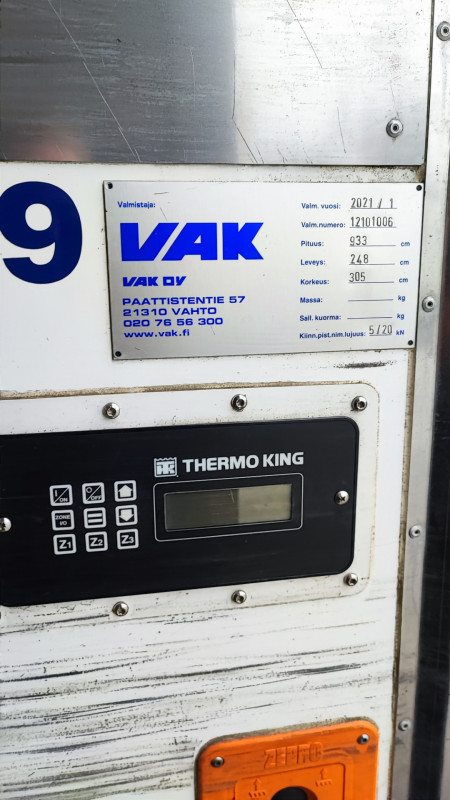 9
Valmistaja:
VAK
VAK OY
PAATTISTENTIE 57
21310 VAHTO
020 76 56 300
www.vak.fi
Valm. vuosi: 2021 / 1
Valm.numero: 12101006
Pituus: 933 cm
Leveys: 248 cm
Korkeus: 305 cm
Massa: kg
Sall. kuorma: kg
Kiinn.pist.nim.lujuus: 5/20 kN
THERMO KING
I/ON O/OFF
ZONE I/O
Z1 Z2 Z3
ZEPRO